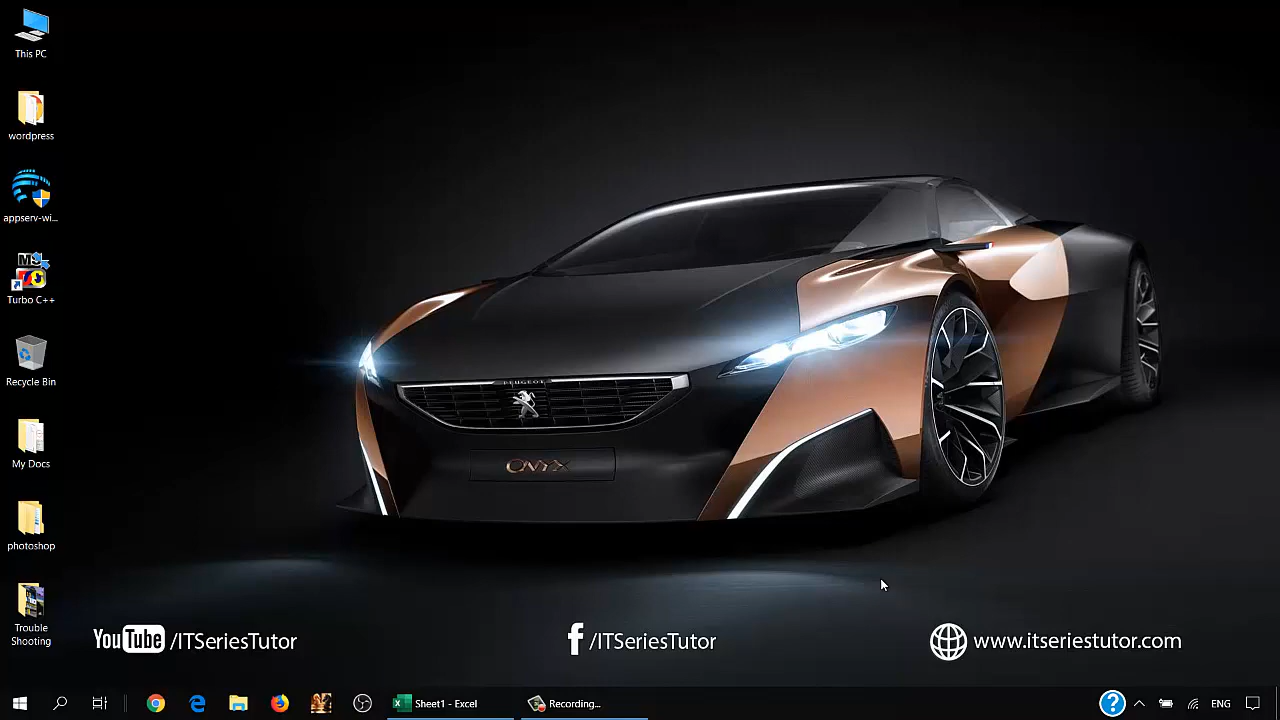 This PC
wordpress
appserv-wi...
Turbo C++
Recycle Bin
My Docs
photoshop
Trouble
Shooting
PEUGEOT
ONYX
YouTube /ITSeriesTutor
f /ITSeriesTutor
www.itseriestutor.com
Sheet1 - Excel
Recording...
ENG